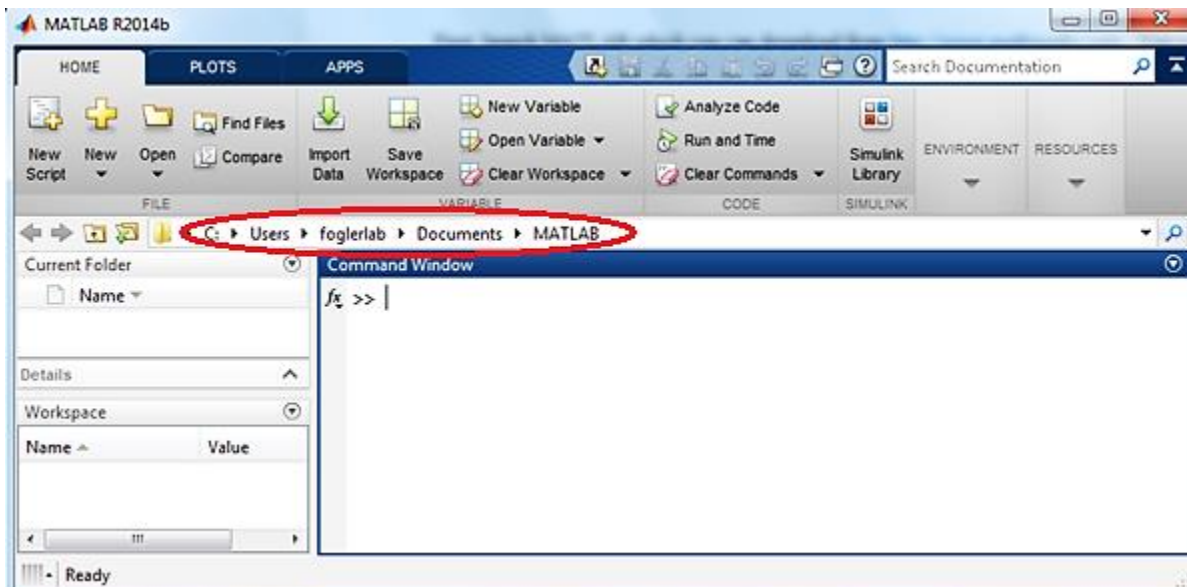 MATLAB R2014b
HOME PLOTS APPS Search Documentation
New Script New Open Find Files Compare
Import Data Save Workspace New Variable Open Variable Clear Workspace
Analyze Code Run and Time Clear Commands
Simulink Library ENVIRONMENT RESOURCES
FILE VARIABLE CODE SIMULINK
C: Users foglerlab Documents MATLAB
Current Folder
Name
Details
Workspace
Name Value
Command Window
fx >>
Ready